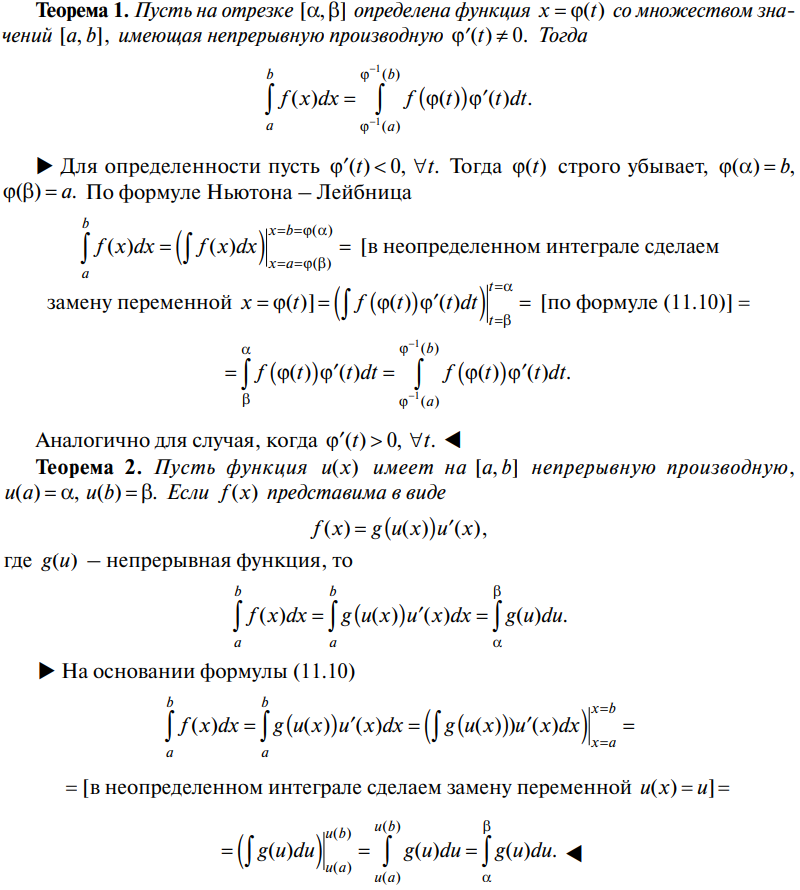 Теорема 1. Пусть на отрезке [α, β] определена функция x = φ(t) со множеством зна-
чений [a, b], имеющая непрерывную производную φ′(t) ≠ 0. Тогда
∫_a^b f(x)dx = ∫_{φ⁻¹(a)}^{φ⁻¹(b)} f(φ(t))φ′(t)dt.
▶ Для определенности пусть φ′(t) < 0, ∀t. Тогда φ(t) строго убывает, φ(α) = b,
φ(β) = a. По формуле Ньютона – Лейбница
∫_a^b f(x)dx = (∫ f(x)dx)|_{x=a=φ(β)}^{x=b=φ(α)} = [в неопределенном интеграле сделаем
замену переменной x = φ(t)] = (∫ f(φ(t))φ′(t)dt)|_{t=β}^{t=α} = [по формуле (11.10)] =
= ∫_β^α f(φ(t))φ′(t)dt = ∫_{φ⁻¹(a)}^{φ⁻¹(b)} f(φ(t))φ′(t)dt.
Аналогично для случая, когда φ′(t) > 0, ∀t. ◀
Теорема 2. Пусть функция u(x) имеет на [a, b] непрерывную производную,
u(a) = α, u(b) = β. Если f(x) представима в виде
f(x) = g(u(x))u′(x),
где g(u) – непрерывная функция, то
∫_a^b f(x)dx = ∫_a^b g(u(x))u′(x)dx = ∫_α^β g(u)du.
▶ На основании формулы (11.10)
∫_a^b f(x)dx = ∫_a^b g(u(x))u′(x)dx = (∫ g(u(x)))u′(x)dx)|_{x=a}^{x=b} =
= [в неопределенном интеграле сделаем замену переменной u(x) = u] =
= (∫ g(u)du)|_{u(a)}^{u(b)} = ∫_{u(a)}^{u(b)} g(u)du = ∫_α^β g(u)du. ◀